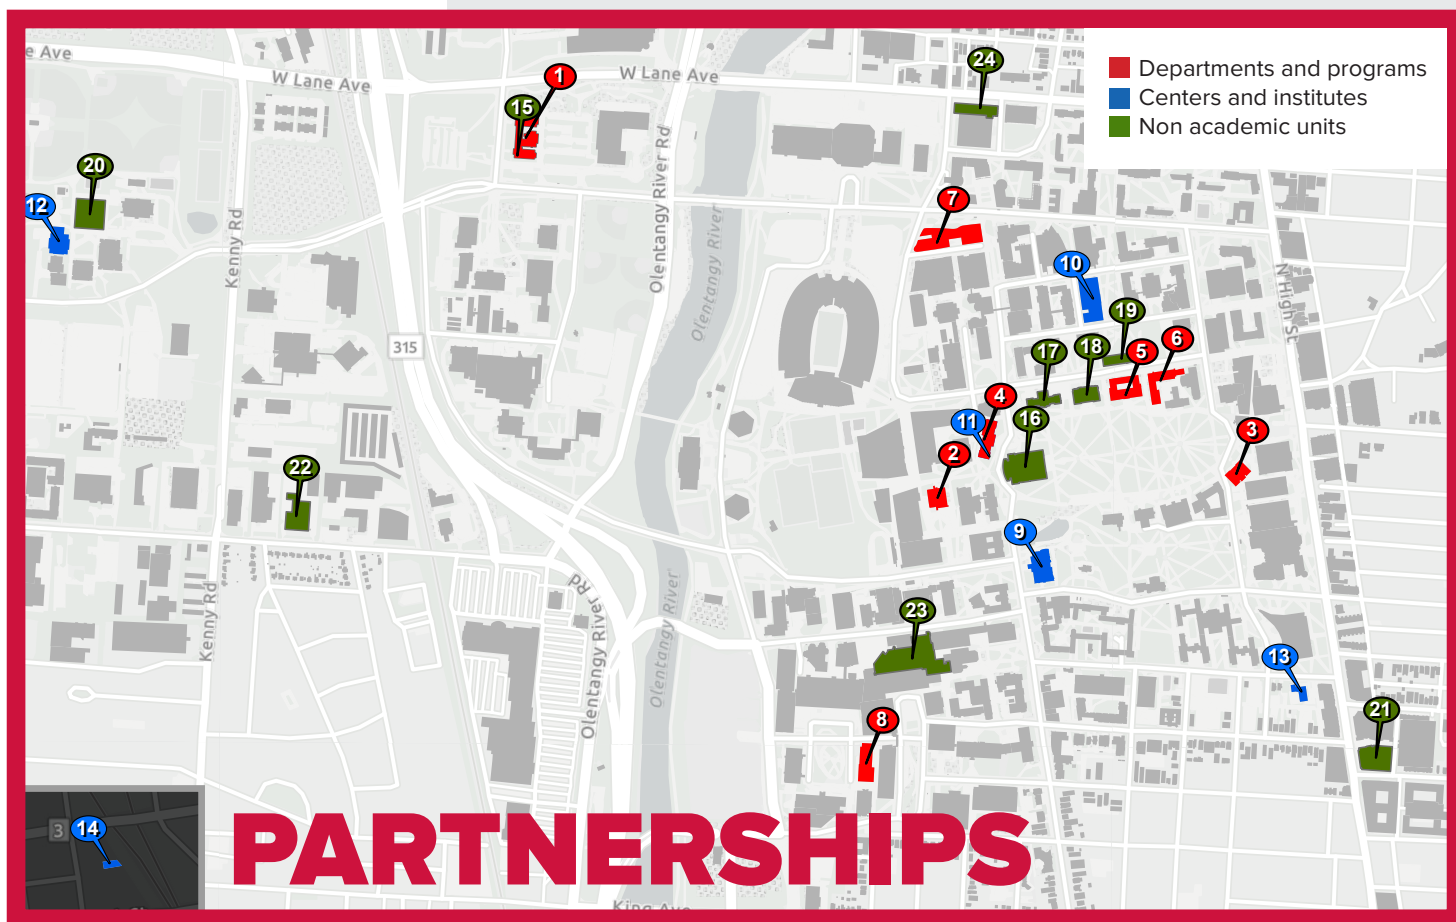 e Ave
W Lane Ave
W Lane Ave
1
24
15
Departments and programs
Centers and institutes
Non academic units
20
12
7
10
19
17
18
5
6
4
11
16
2
3
22
9
23
13
21
8
14
3
315
Kenny Rd
Kenny Rd
Olentangy River Rd
Olentangy River
Olentangy River
Olentangy River Rd
Rd
N High St
King Ave
PARTNERSHIPS